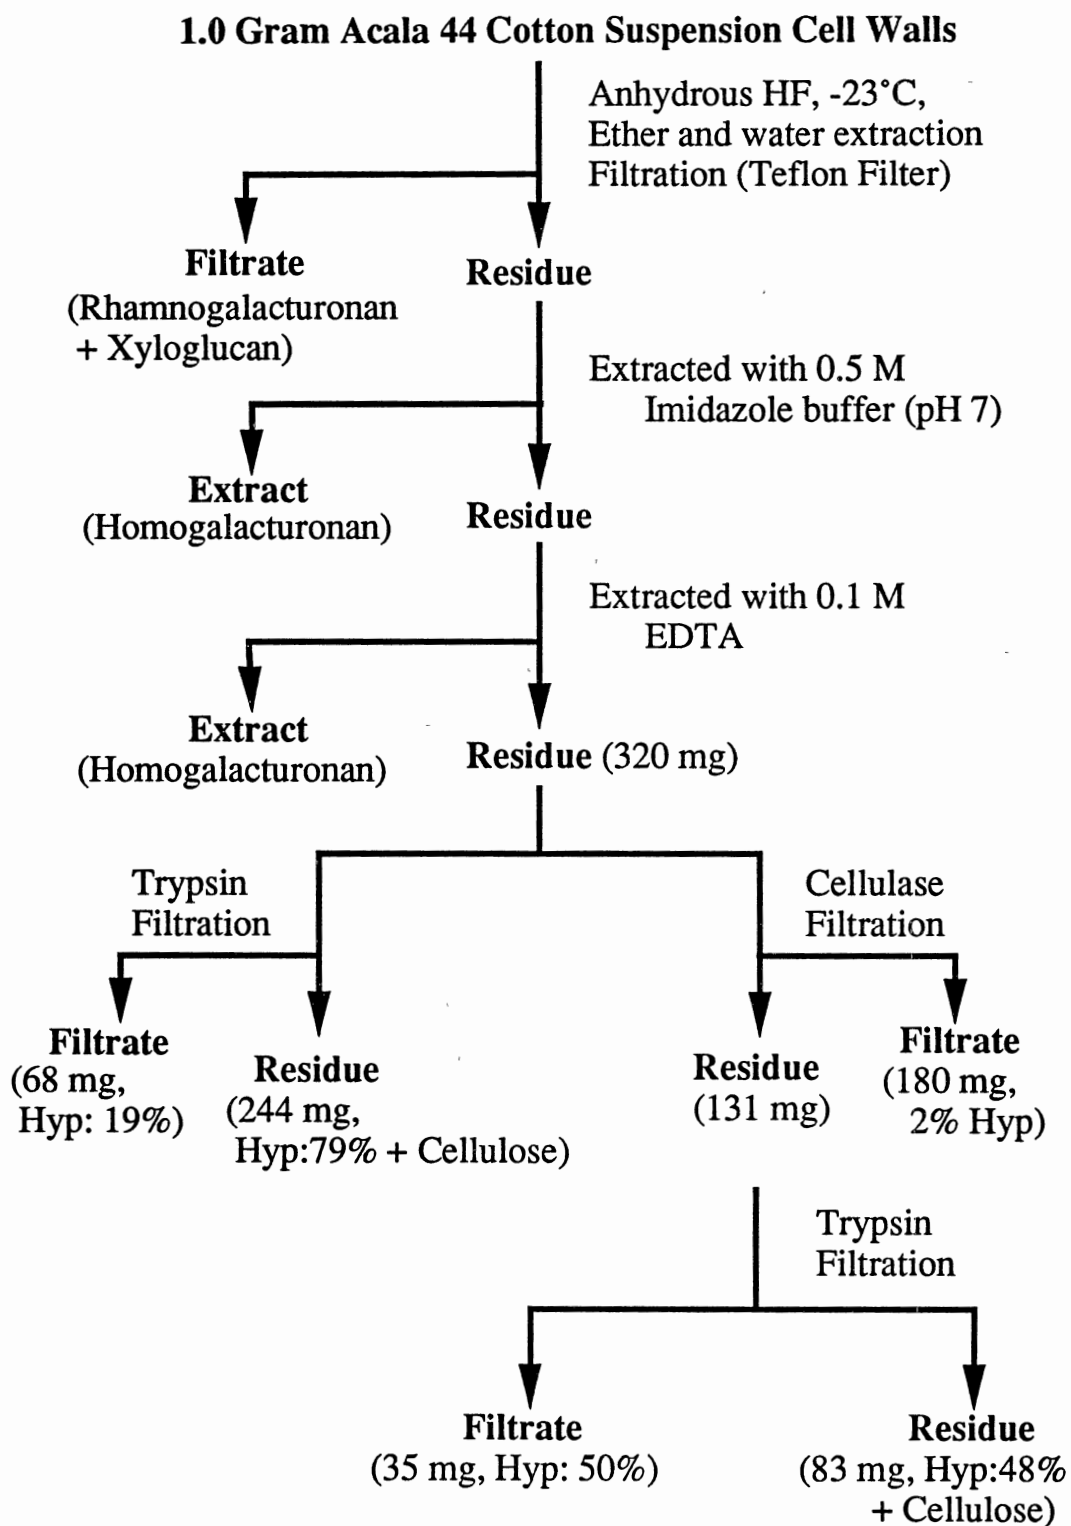 1.0 Gram Acala 44 Cotton Suspension Cell Walls
Anhydrous HF, -23°C,
Ether and water extraction
Filtration (Teflon Filter)
Filtrate
(Rhamnogalacturonan
+ Xyloglucan)
Residue
Extracted with 0.5 M
Imidazole buffer (pH 7)
Extract
(Homogalacturonan)
Residue
Extracted with 0.1 M
EDTA
Extract
(Homogalacturonan)
Residue (320 mg)
Trypsin
Filtration
Cellulase
Filtration
Filtrate
(68 mg,
Hyp: 19%)
Residue
(244 mg,
Hyp:79% + Cellulose)
Residue
(131 mg)
Filtrate
(180 mg,
2% Hyp)
Trypsin
Filtration
Filtrate
(35 mg, Hyp: 50%)
Residue
(83 mg, Hyp:48%
+ Cellulose)